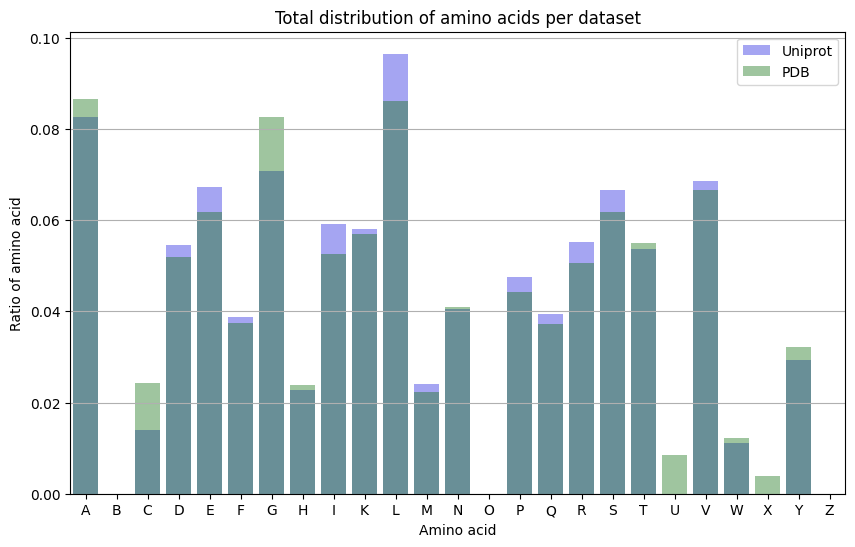 Total distribution of amino acids per dataset
Uniprot
PDB
0.10
0.08
0.06
0.04
0.02
0.00
Ratio of amino acid
A B C D E F G H I K L M N O P Q R S T U V W X Y Z
Amino acid